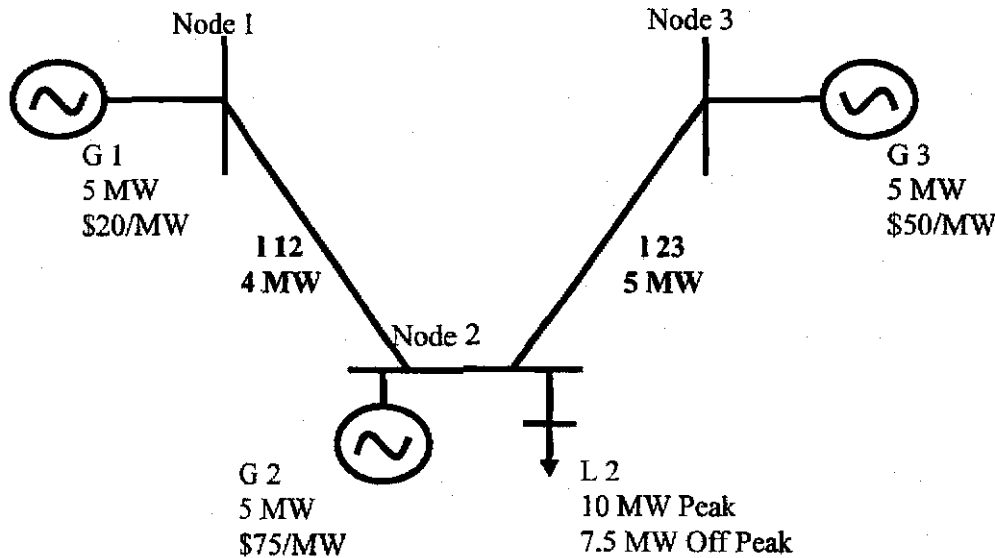 Node 1
Node 3
G 1
5 MW
$20/MW
G 3
5 MW
$50/MW
l 12
4 MW
l 23
5 MW
Node 2
G 2
5 MW
$75/MW
L 2
10 MW Peak
7.5 MW Off Peak